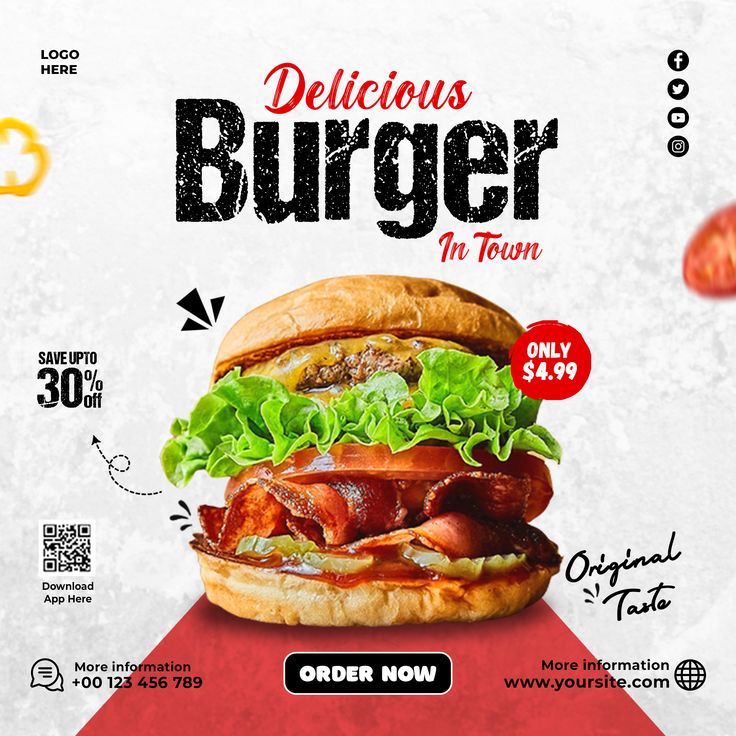 LOGO
HERE
Delicious
Burger
In Town
SAVE UPTO
30% off
ONLY
$4.99
Download
App Here
Original
Taste
More information
+00 123 456 789
ORDER NOW
More information
www.yoursite.com